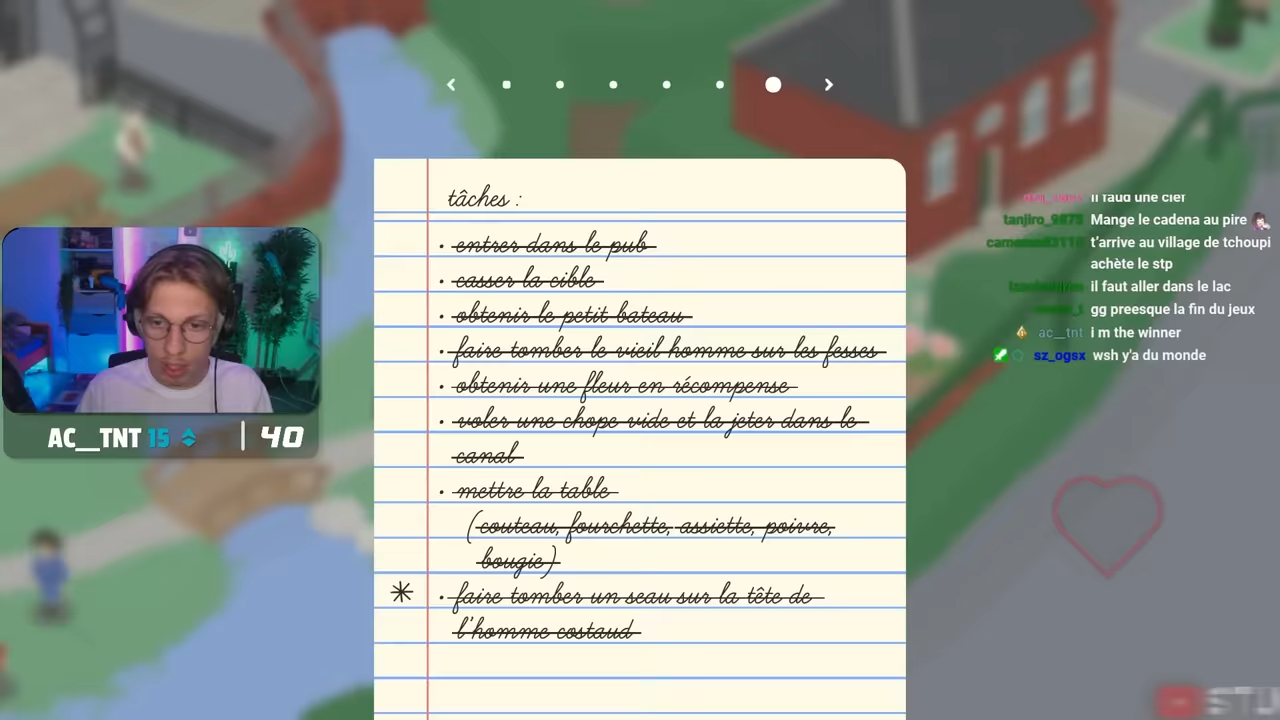 tâches :
• entrer dans le pub
• casser la cible
• obtenir le petit bateau
• faire tomber le vieil homme sur les fesses
• obtenir une fleur en récompense
• voler une chope vide et la jeter dans le
canal
• mettre la table
(couteau, fourchette, assiette, poivre,
bougie)
• faire tomber un seau sur la tête de
l'homme costaud
AC__TNT 15 | 40
il faud une clef
tanjiro_9875 Mange le cadena au pire
t'arrive au village de tchoupi
achète le stp
il faut aller dans le lac
gg preesque la fin du jeux
ac__tnt i m the winner
sz_ogsx wsh y'a du monde